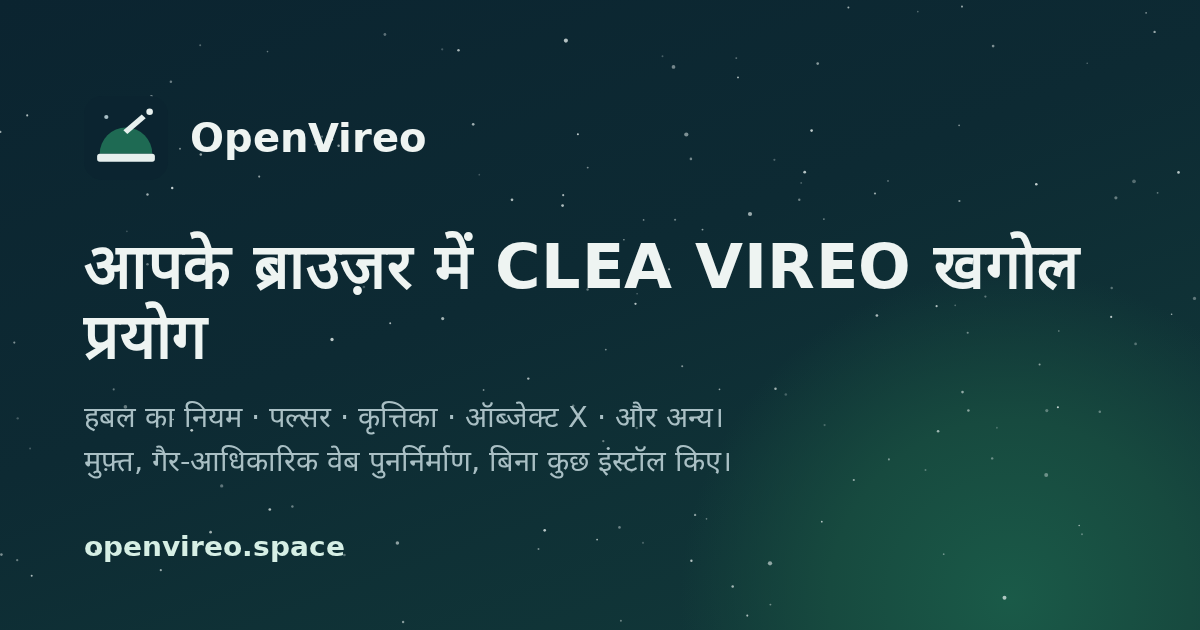 OpenVireo
आपके ब्राउज़र में CLEA VIREO खगोल
प्रयोग
हबल का नियम · पल्सर · कृत्तिका · ऑब्जेक्ट X · और अन्य।
मुफ़्त, गैर-आधिकारिक वेब पुनर्निर्माण, बिना कुछ इंस्टॉल किए।
openvireo.space